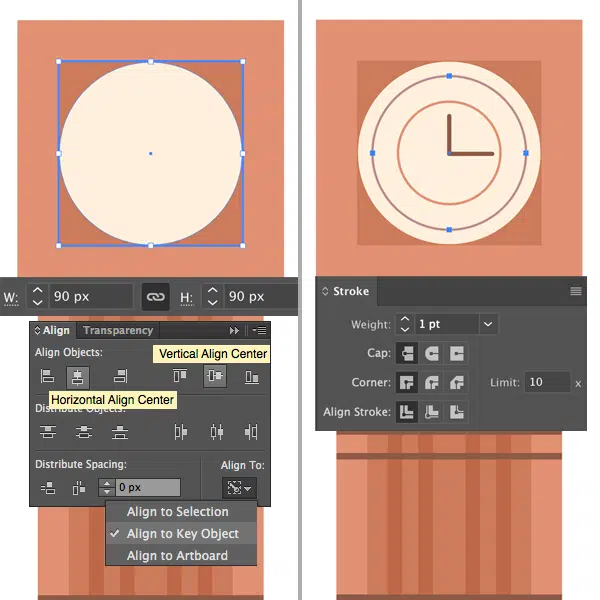 W: 90 px H: 90 px
Align Transparency
Align Objects:
Vertical Align Center
Horizontal Align Center
Distribute Objects:
Distribute Spacing: Align To:
0 px
Align to Selection
Align to Key Object
Align to Artboard
Stroke
Weight: 1 pt
Cap:
Corner: Limit: 10 x
Align Stroke: